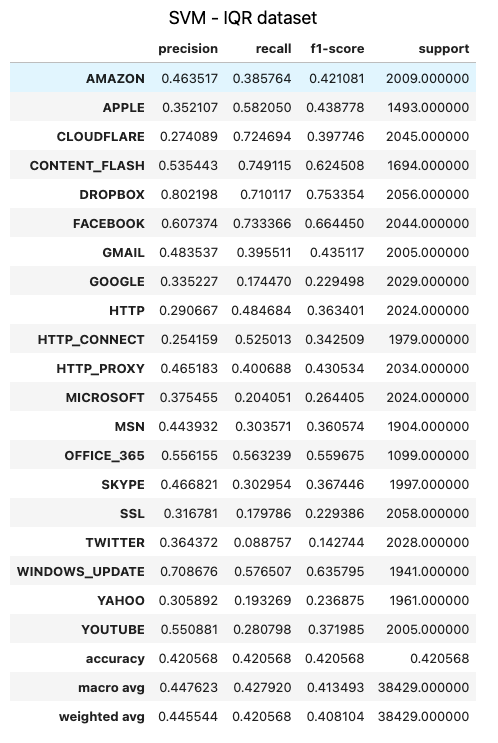 SVM - IQR dataset
precision recall f1-score support
AMAZON 0.463517 0.385764 0.421081 2009.000000
APPLE 0.352107 0.582050 0.438778 1493.000000
CLOUDFLARE 0.274089 0.724694 0.397746 2045.000000
CONTENT_FLASH 0.535443 0.749115 0.624508 1694.000000
DROPBOX 0.802198 0.710117 0.753354 2056.000000
FACEBOOK 0.607374 0.733366 0.664450 2044.000000
GMAIL 0.483537 0.395511 0.435117 2005.000000
GOOGLE 0.335227 0.174470 0.229498 2029.000000
HTTP 0.290667 0.484684 0.363401 2024.000000
HTTP_CONNECT 0.254159 0.525013 0.342509 1979.000000
HTTP_PROXY 0.465183 0.400688 0.430534 2034.000000
MICROSOFT 0.375455 0.204051 0.264405 2024.000000
MSN 0.443932 0.303571 0.360574 1904.000000
OFFICE_365 0.556155 0.563239 0.559675 1099.000000
SKYPE 0.466821 0.302954 0.367446 1997.000000
SSL 0.316781 0.179786 0.229386 2058.000000
TWITTER 0.364372 0.088757 0.142744 2028.000000
WINDOWS_UPDATE 0.708676 0.576507 0.635795 1941.000000
YAHOO 0.305892 0.193269 0.236875 1961.000000
YOUTUBE 0.550881 0.280798 0.371985 2005.000000
accuracy 0.420568 0.420568 0.420568 0.420568
macro avg 0.447623 0.427920 0.413493 38429.000000
weighted avg 0.445544 0.420568 0.408104 38429.000000